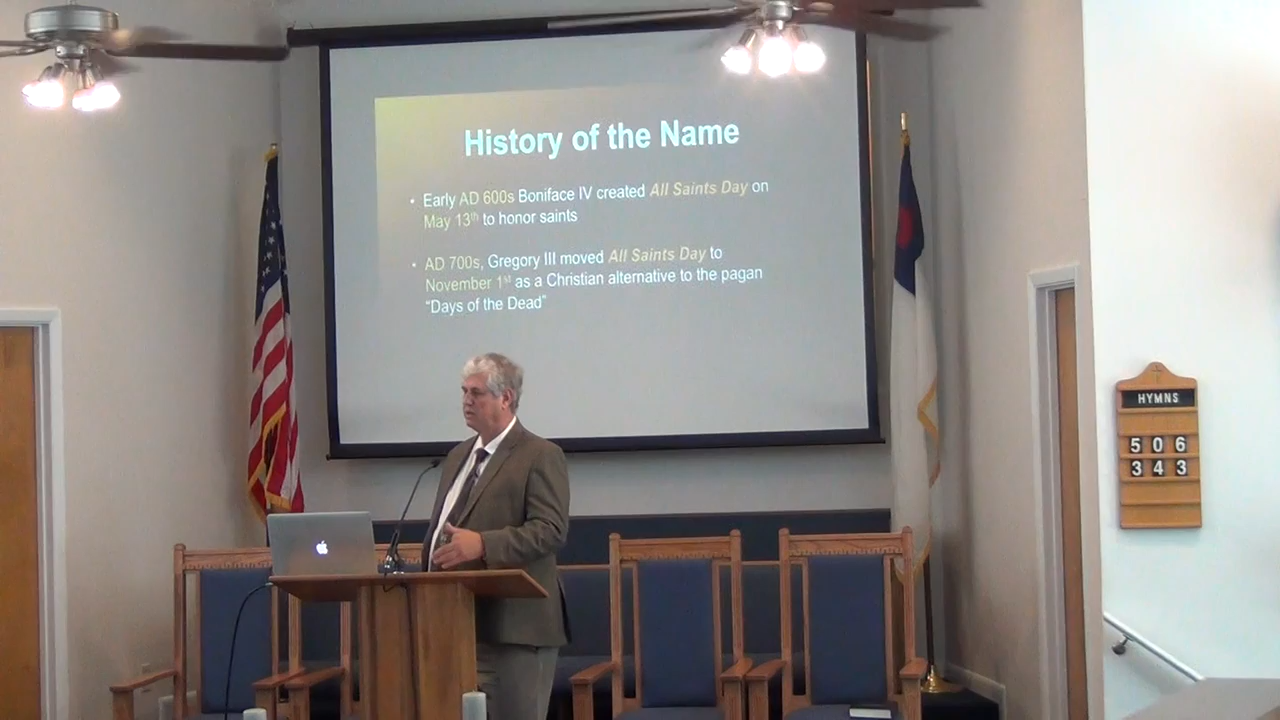 History of the Name
• Early AD 600s Boniface IV created All Saints Day on
May 13th to honor saints
• AD 700s, Gregory III moved All Saints Day to
November 1st as a Christian alternative to the pagan
“Days of the Dead”
HYMNS
506
343